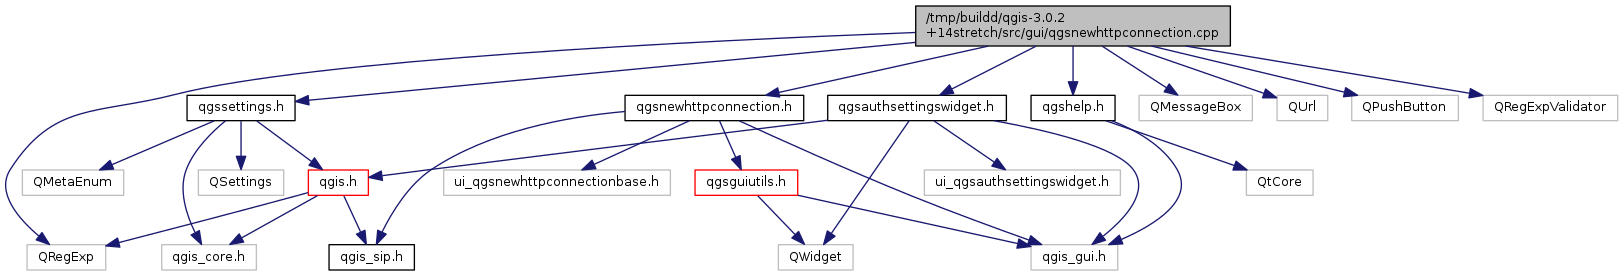 /tmp/buildd/qgis-3.0.2
+14stretch/src/gui/qgsnewhttpconnection.cpp
qgssettings.h
qgsnewhttpconnection.h
qgsauthsettingswidget.h
qgshelp.h
QMessageBox
QUrl
QPushButton
QRegExpValidator
QMetaEnum
QSettings
qgis.h
ui_qgsnewhttpconnectionbase.h
qgsguiutils.h
ui_qgsauthsettingswidget.h
QtCore
QRegExp
qgis_core.h
qgis_sip.h
QWidget
qgis_gui.h